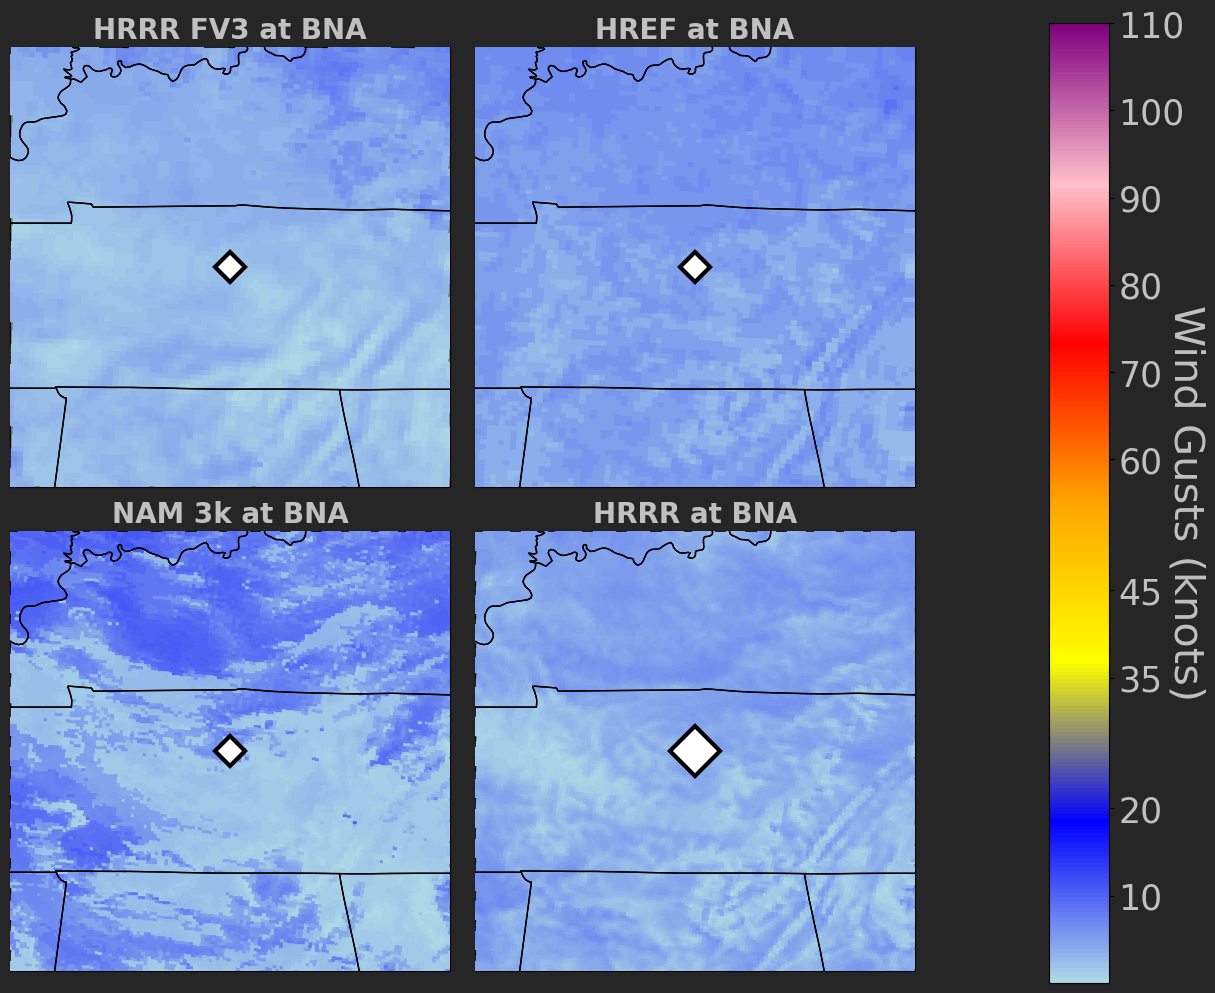 HRRR FV3 at BNA
HREF at BNA
NAM 3k at BNA
HRRR at BNA
110
100
90
80
70
60
45
35
20
10
Wind Gusts (knots)